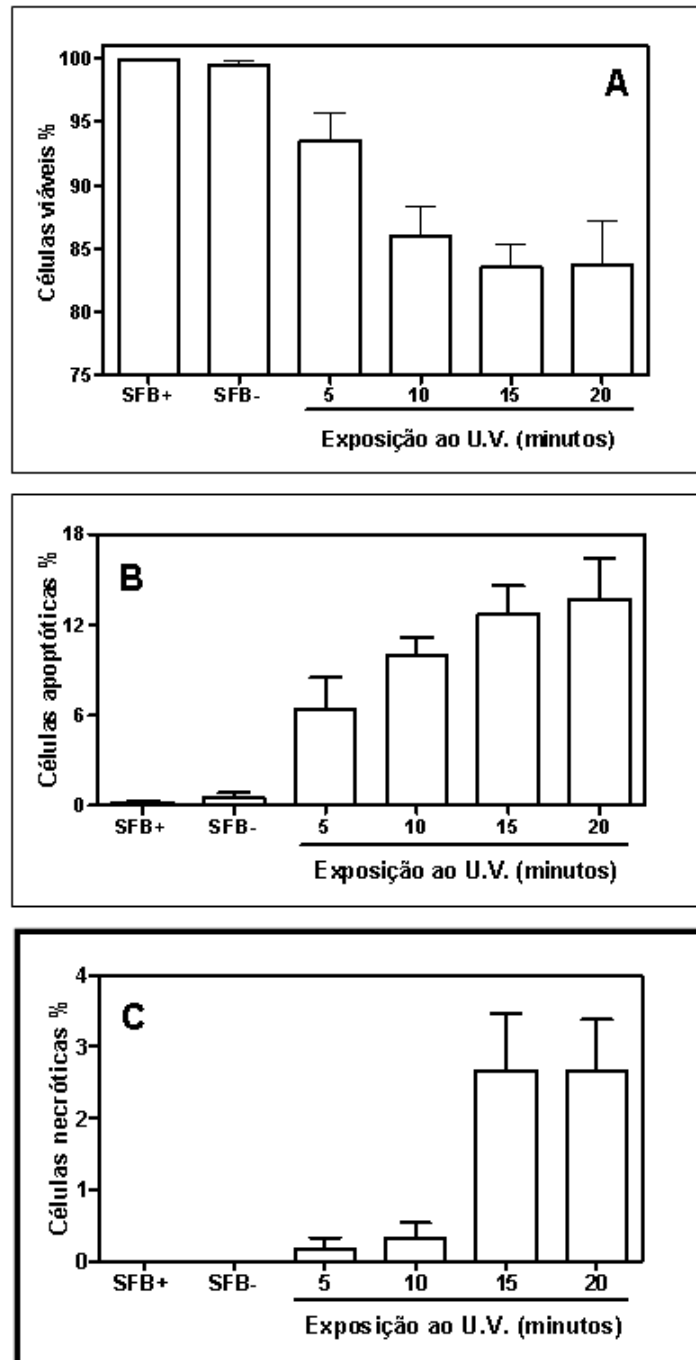 A
Células viáveis %
100
95
90
85
80
75
SFB+ SFB- 5 10 15 20
Exposição ao U.V. (minutos)
B
Células apoptóticas %
18
12
6
0
SFB+ SFB- 5 10 15 20
Exposição ao U.V. (minutos)
C
Células necróticas %
4
3
2
1
0
SFB+ SFB- 5 10 15 20
Exposição ao U.V. (minutos)